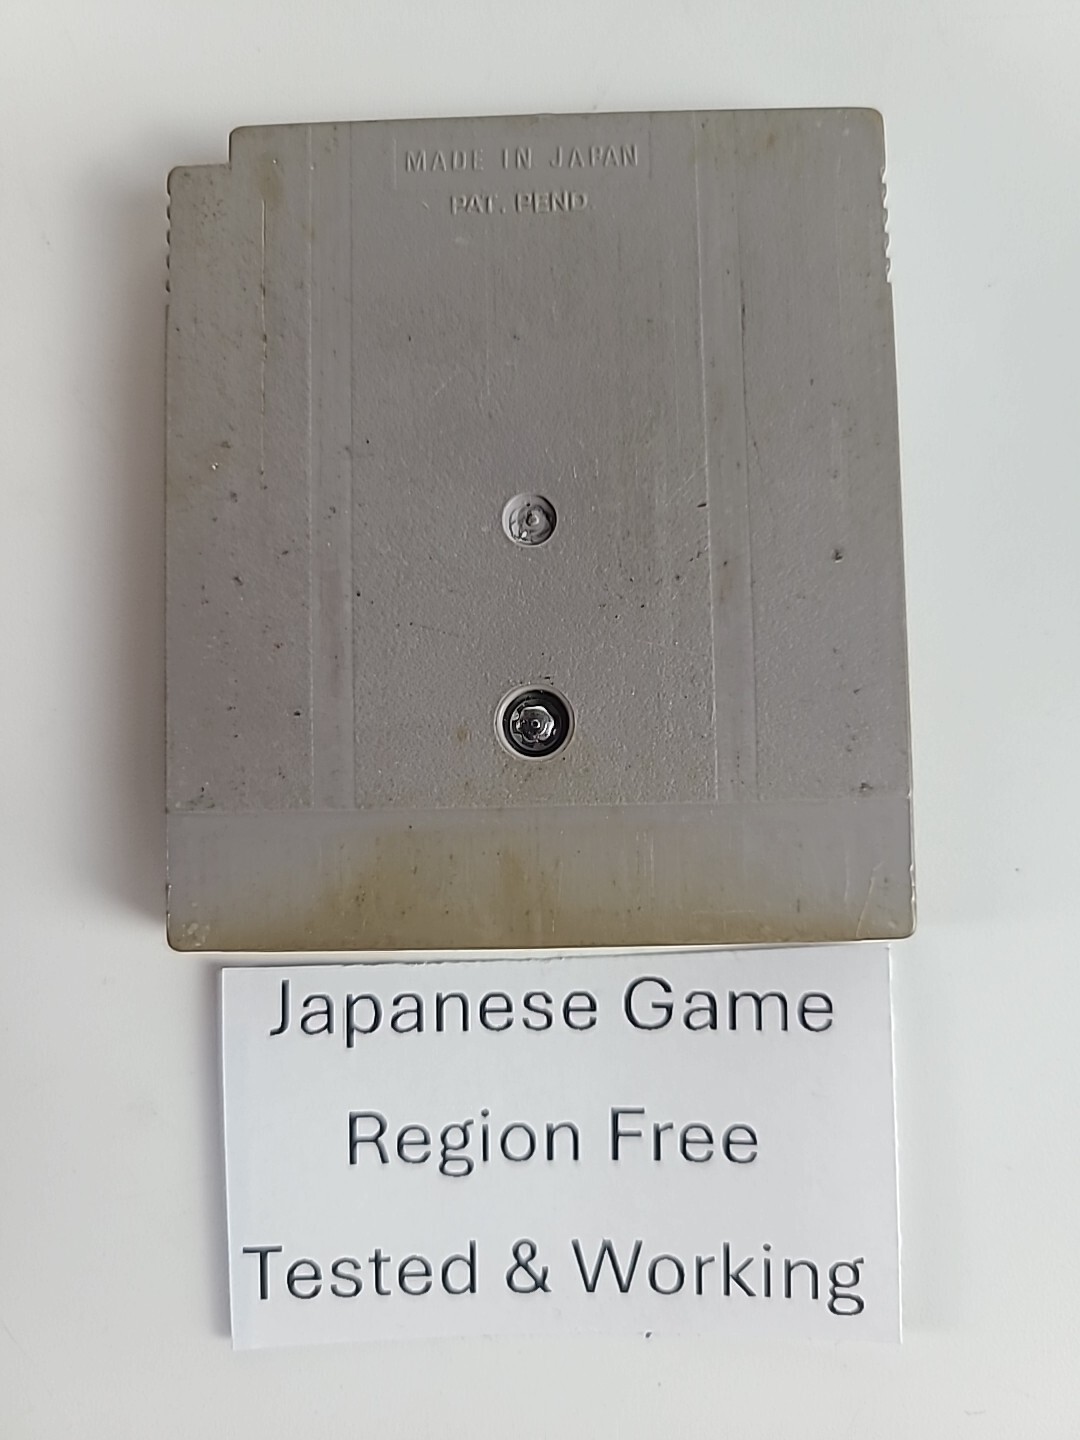 MADE IN JAPAN
PAT. PEND.
Japanese Game
Region Free
Tested & Working